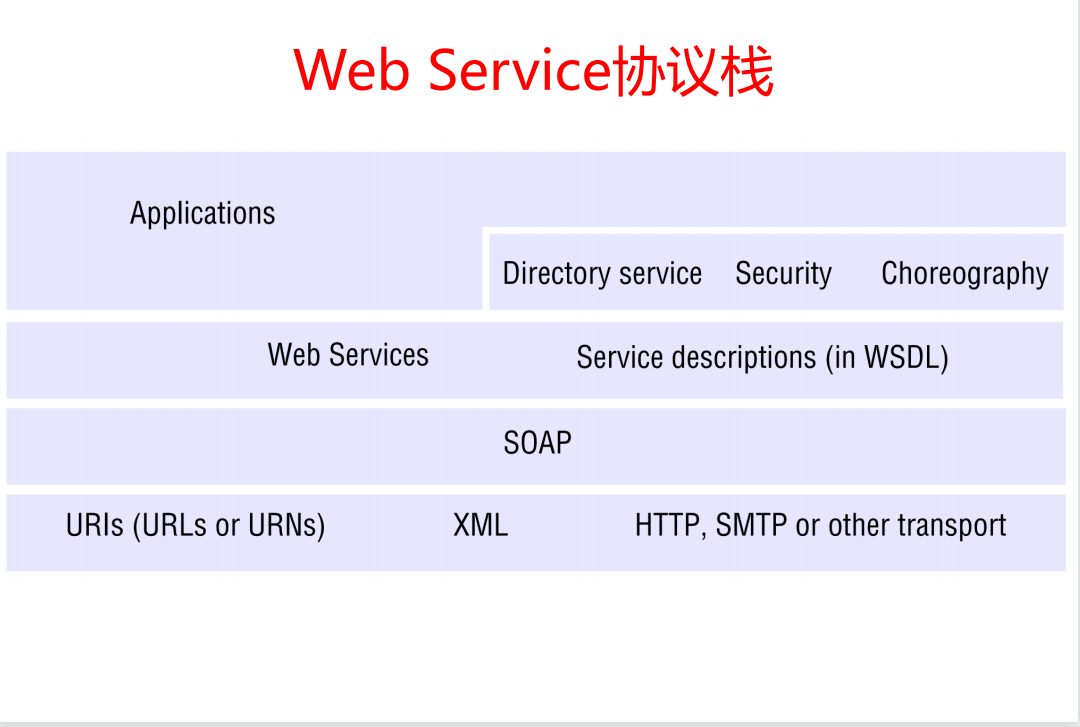 Web Service协议栈
Applications
Directory service Security Choreography
Web Services Service descriptions (in WSDL)
SOAP
URIs (URLs or URNs) XML HTTP, SMTP or other transport